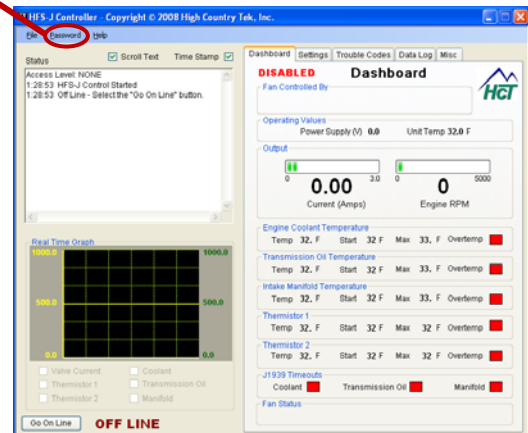 HFS-J Controller - Copyright © 2008 High Country Tek, Inc.
File Password Help
Status Scroll Text Time Stamp
Access Level: NONE
1:28:53 HFS-J Control Started
1:28:53 Off Line - Select the "Go On Line" button.
Real Time Graph
1000.0 1000.0
500.0 500.0
0.0 0.0
Valve Current Coolant
Thermistor 1 Transmission Oil
Thermistor 2 Manifold
Go On Line OFF LINE
Dashboard Settings Trouble Codes Data Log Misc
DISABLED Dashboard
HCT
Fan Controlled By
Operating Values
Power Supply (V) 0.0 Unit Temp 32.0 F
Output
0 3.0 0 5000
0.00 0
Current (Amps) Engine RPM
Engine Coolant Temperature
Temp 32. F Start 32 F Max 33. F Overtemp
Transmission Oil Temperature
Temp 32. F Start 32 F Max 33. F Overtemp
Intake Manifold Temperature
Temp 32. F Start 32 F Max 33. F Overtemp
Thermistor 1
Temp 32. F Start 32 F Max 32 F Overtemp
Thermistor 2
Temp 32. F Start 32 F Max 32 F Overtemp
J1939 Timeouts
Coolant Transmission Oil Manifold
Fan Status